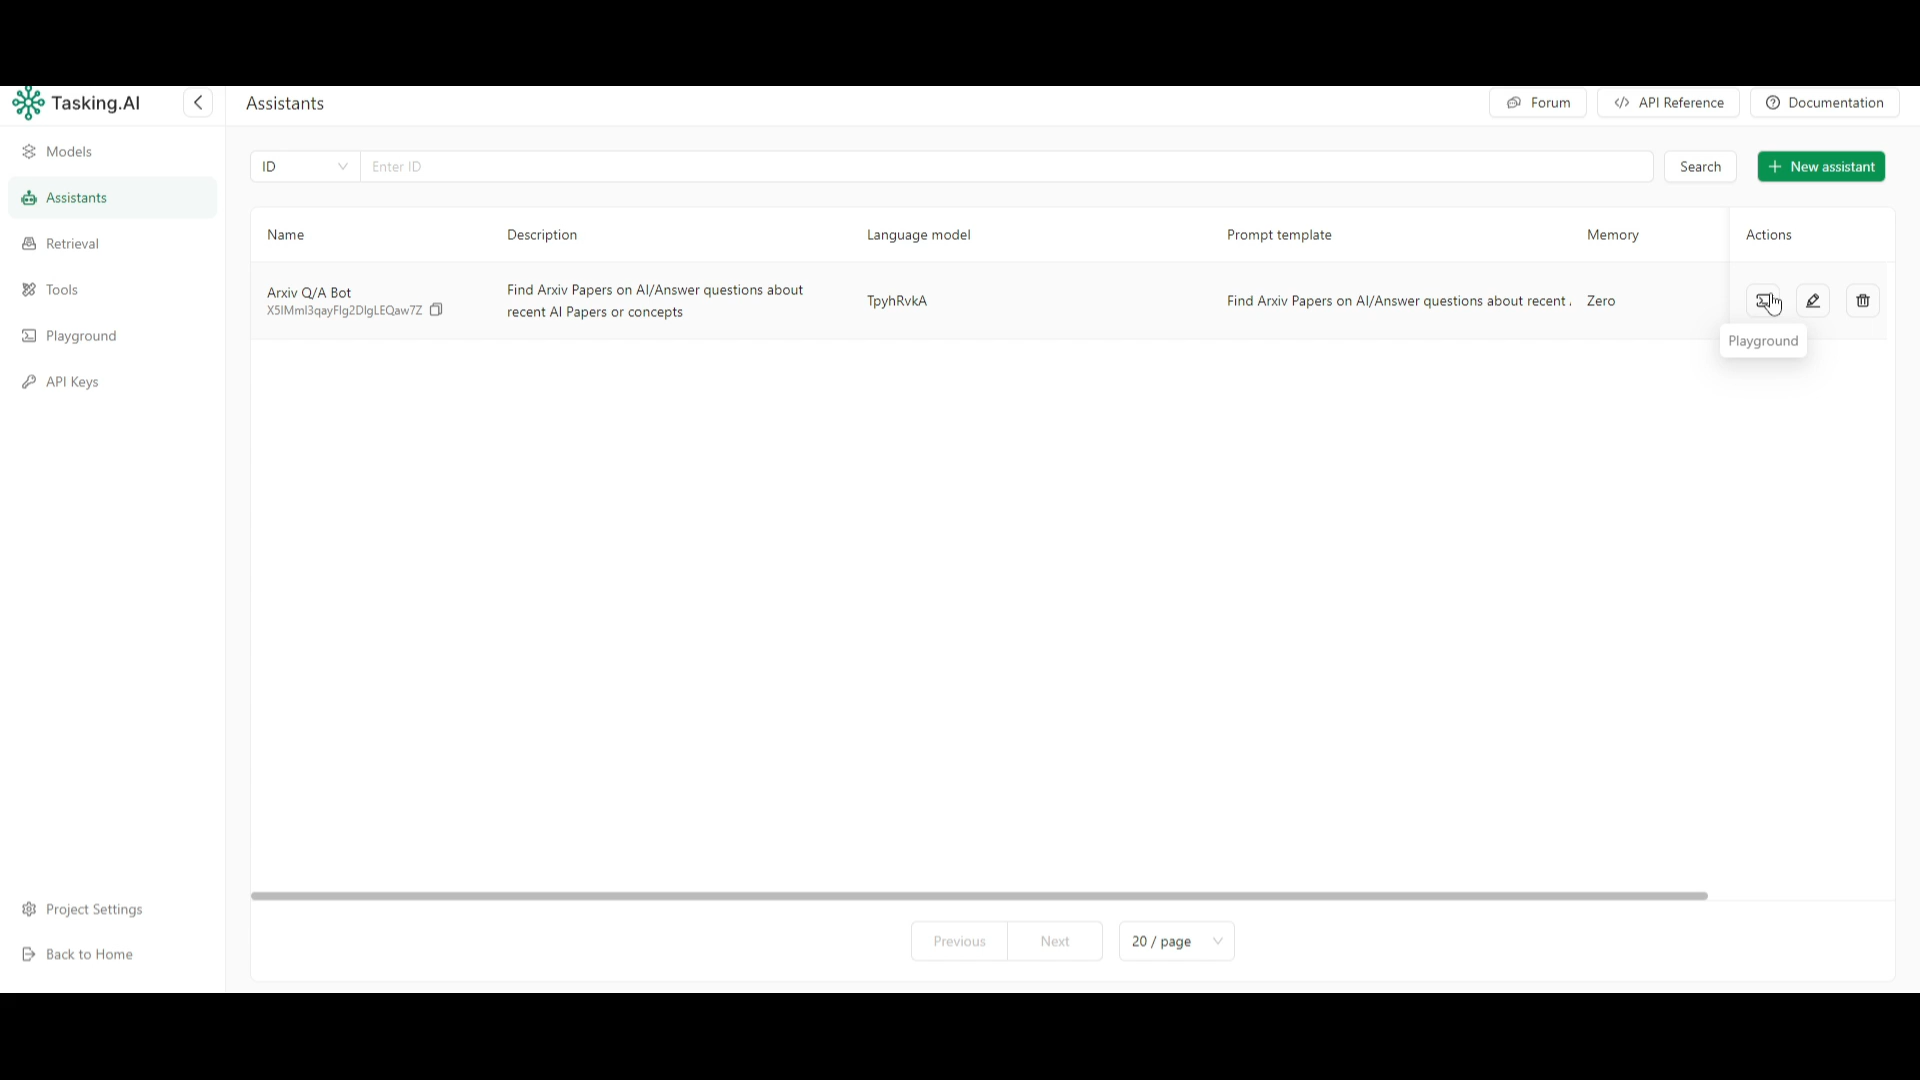 Tasking.AI
Assistants
Forum
API Reference
Documentation
Models
Assistants
Retrieval
Tools
Playground
API Keys
Project Settings
Back to Home
ID
Enter ID
Search
New assistant
Name
Description
Language model
Prompt template
Memory
Actions
Arxiv Q/A Bot
X5lMml3qayFlg2DlgLEQaw7Z
Find Arxiv Papers on AI/Answer questions about
recent AI Papers or concepts
TpyhRvkA
Find Arxiv Papers on AI/Answer questions about recent .
Zero
Playground
Previous
Next
20 / page